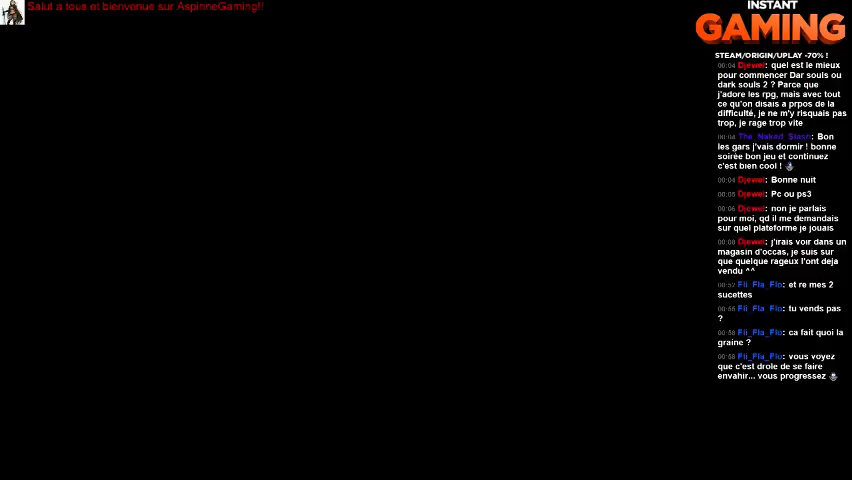 Salut a tous et bienvenue sur AspinneGaming!!
INSTANT
GAMING
STEAM/ORIGIN/UPLAY -70% !
00:04 Djewel: quel est le mieux
pour commencer Dar souls ou
dark souls 2 ? Parce que
j'adore les rpg, mais avec tout
ce qu'on disais a prpos de la
difficulté, je ne m'y risquais pas
trop, je rage trop vite
00:04 The_Naked_Snash: Bon
les gars j'vais dormir ! bonne
soirée bon jeu et continuez
c'est bien cool !
00:04 Djewel: Bonne nuit
00:05 Djewel: Pc ou ps3
00:06 Djewel: non je parlais
pour moi, qd il me demandais
sur quel plateforme je jouais
00:09 Djewel: j'irais voir dans un
magasin d'occas, je suis sur
que quelque rageux l'ont deja
vendu ^^
00:52 Fli_Fla_Flo: et re mes 2
sucettes
00:55 Fli_Fla_Flo: tu vends pas
?
00:58 Fli_Fla_Flo: ca fait quoi la
graine ?
00:58 Fli_Fla_Flo: vous voyez
que c'est drole de se faire
envahir... vous progressez